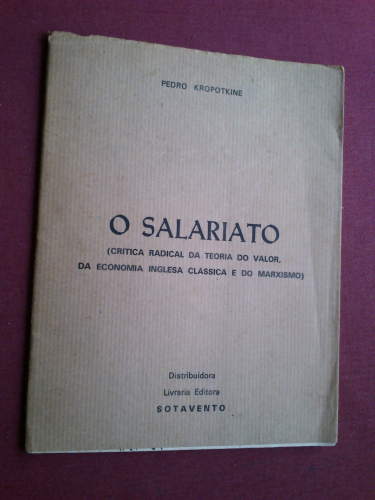 PEDRO KROPOTKINE
O SALARIATO
(CRITICA RADICAL DA TEORIA DO VALOR,
DA ECONOMIA INGLESA CLÁSSICA E DO MARXISMO)
Distribuidora
Livraria Editora
SOTAVENTO